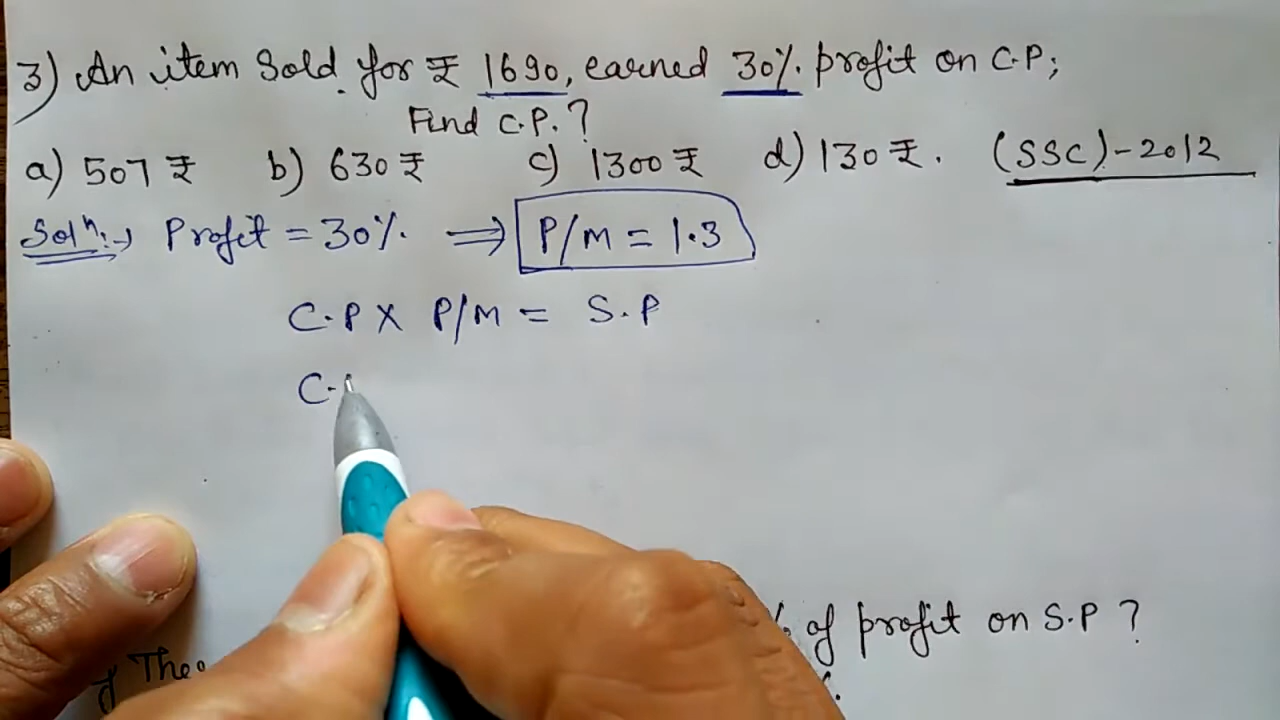 3) An item sold for ₹ 1690, earned 30% profit on C.P;
Find C.P.?
a) 507 ₹ b) 630 ₹ c) 1300 ₹ d) 130 ₹. (SSC)-2012
Solⁿ:→ Profit = 30% ⇒ P/M = 1.3
C.P X P/M = S.P
C.
of profit on S.P ?